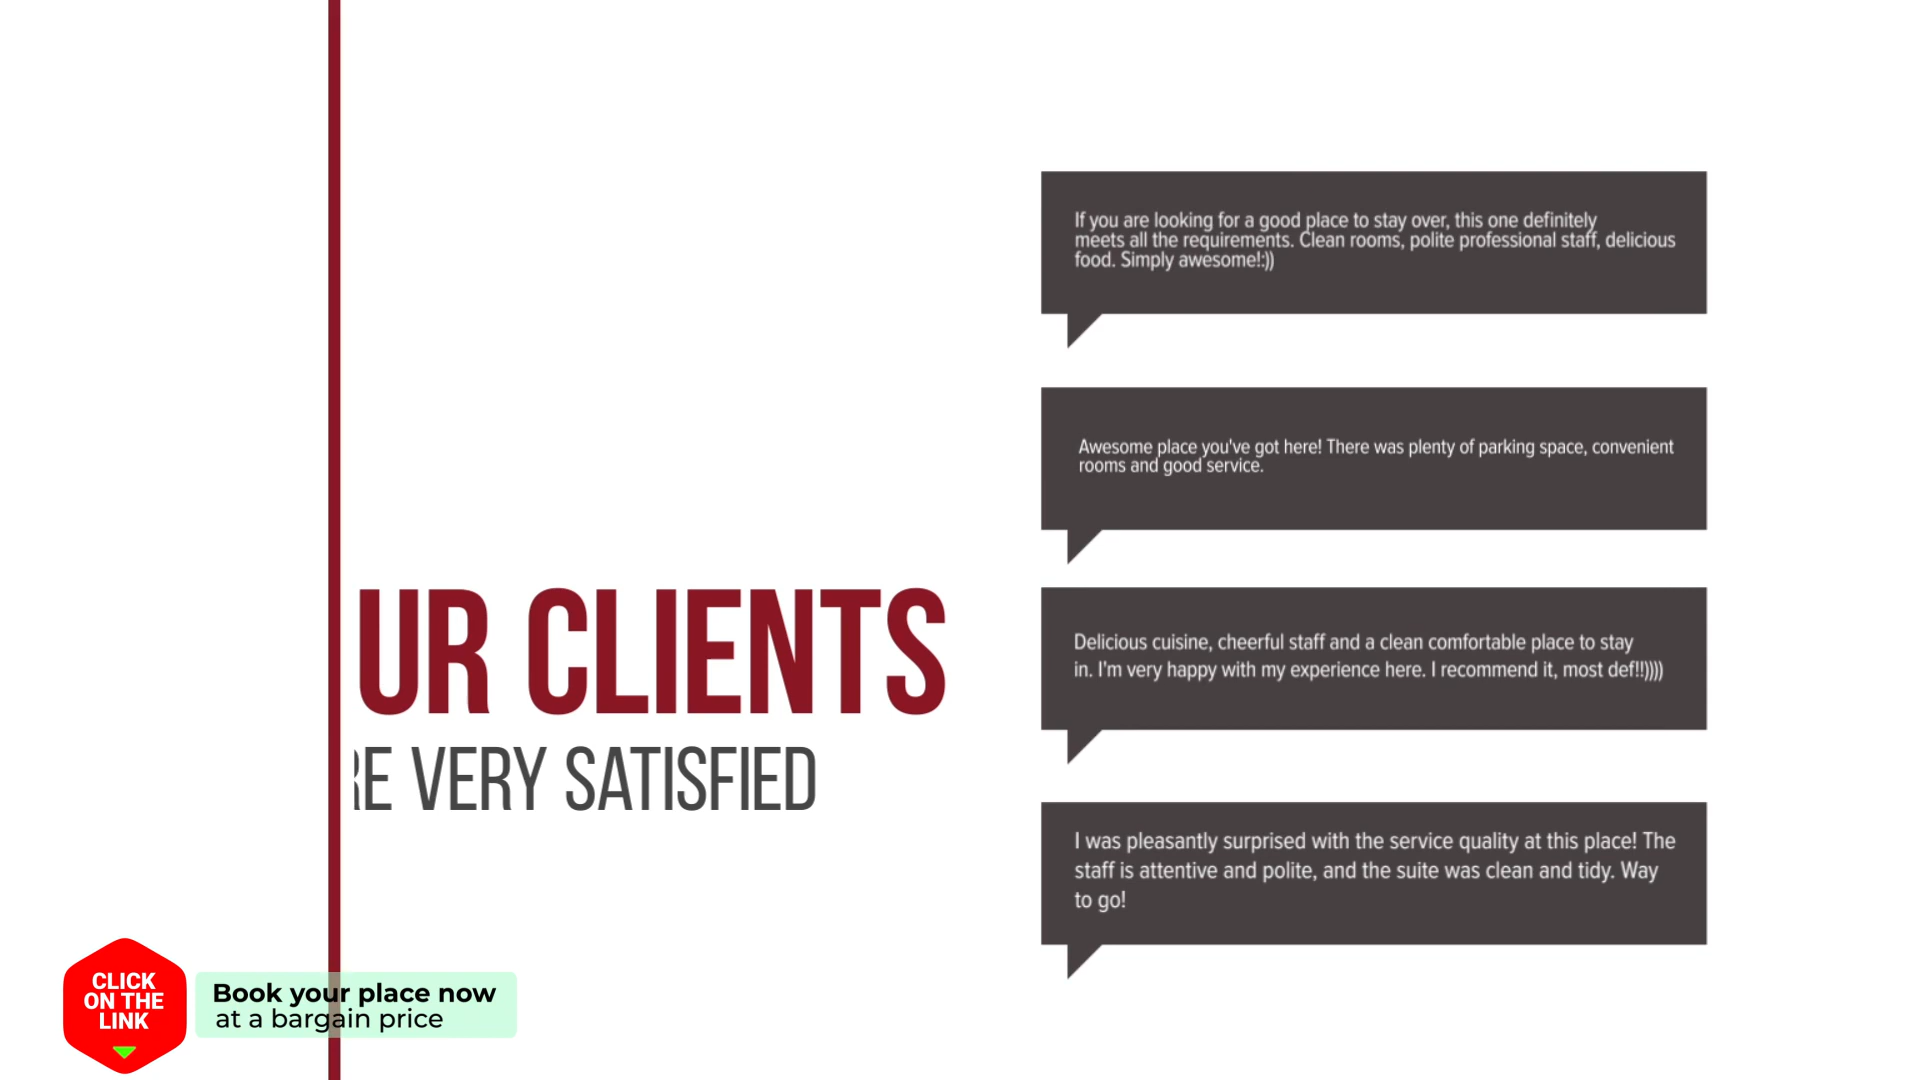 If you are looking for a good place to stay over, this one definitely
meets all the requirements. Clean rooms, polite professional staff, delicious
food. Simply awesome!:))
Awesome place you've got here! There was plenty of parking space, convenient
rooms and good service.
UR CLIENTS
RE VERY SATISFIED
Delicious cuisine, cheerful staff and a clean comfortable place to stay
in. I'm very happy with my experience here. I recommend it, most def!!))))
I was pleasantly surprised with the service quality at this place! The
staff is attentive and polite, and the suite was clean and tidy. Way
to go!
CLICK
ON THE
LINK
Book your place now
at a bargain price